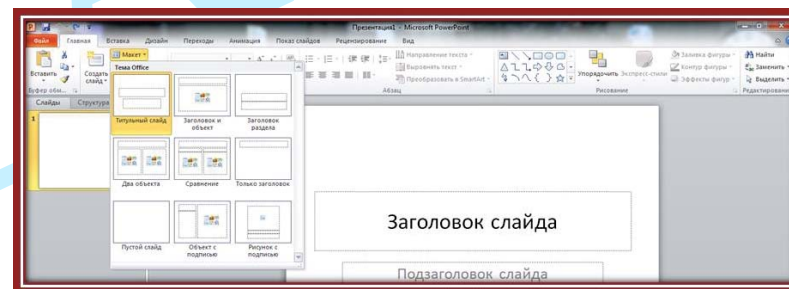 Презентация1 - Microsoft PowerPoint
Файл Главная Вставка Дизайн Переходы Анимация Показ слайдов Рецензирование Вид
Вставить
Создать слайд
Макет
Направление текста
Выровнять текст
Преобразовать в SmartArt
Упорядочить Экспресс-стили
Заливка фигуры
Контур фигуры
Эффекты фигур
Найти
Заменить
Выделить
Буфер обм...
Абзац
Рисование
Редактировани
Слайды Структура
1
Тема Office
Титульный слайд
Заголовок и объект
Заголовок раздела
Два объекта
Сравнение
Только заголовок
Пустой слайд
Объект с подписью
Рисунок с подписью
Заголовок слайда
Подзаголовок слайда